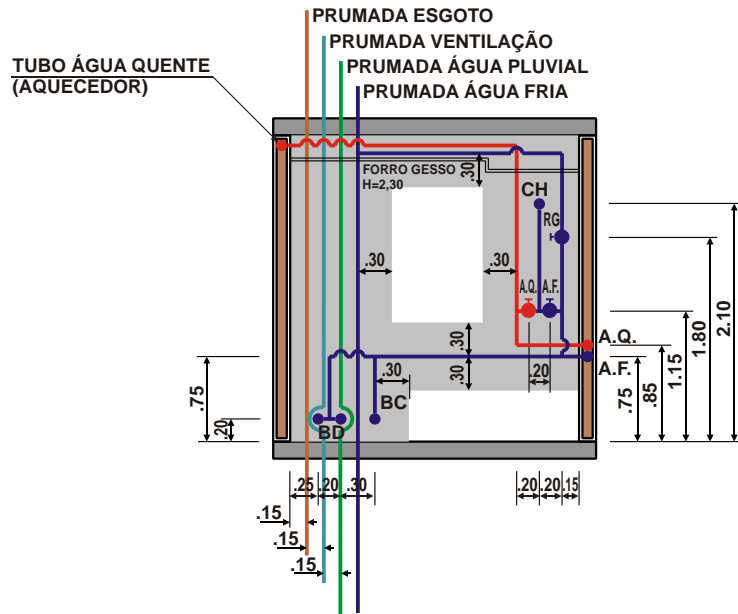 PRUMADA ESGOTO
PRUMADA VENTILAÇÃO
TUBO ÁGUA QUENTE
(AQUECEDOR)
PRUMADA ÁGUA PLUVIAL
PRUMADA ÁGUA FRIA
FORRO GESSO
H=2,30
.30
CH
RG
.30
.30
A.Q.
A.F.
.30
.30
.20
A.Q.
A.F.
.30
BC
BD
.75
.20
.75
.85
1.15
1.80
2.10
.25
.20
.30
.20
.20
.15
.15
.15
.15